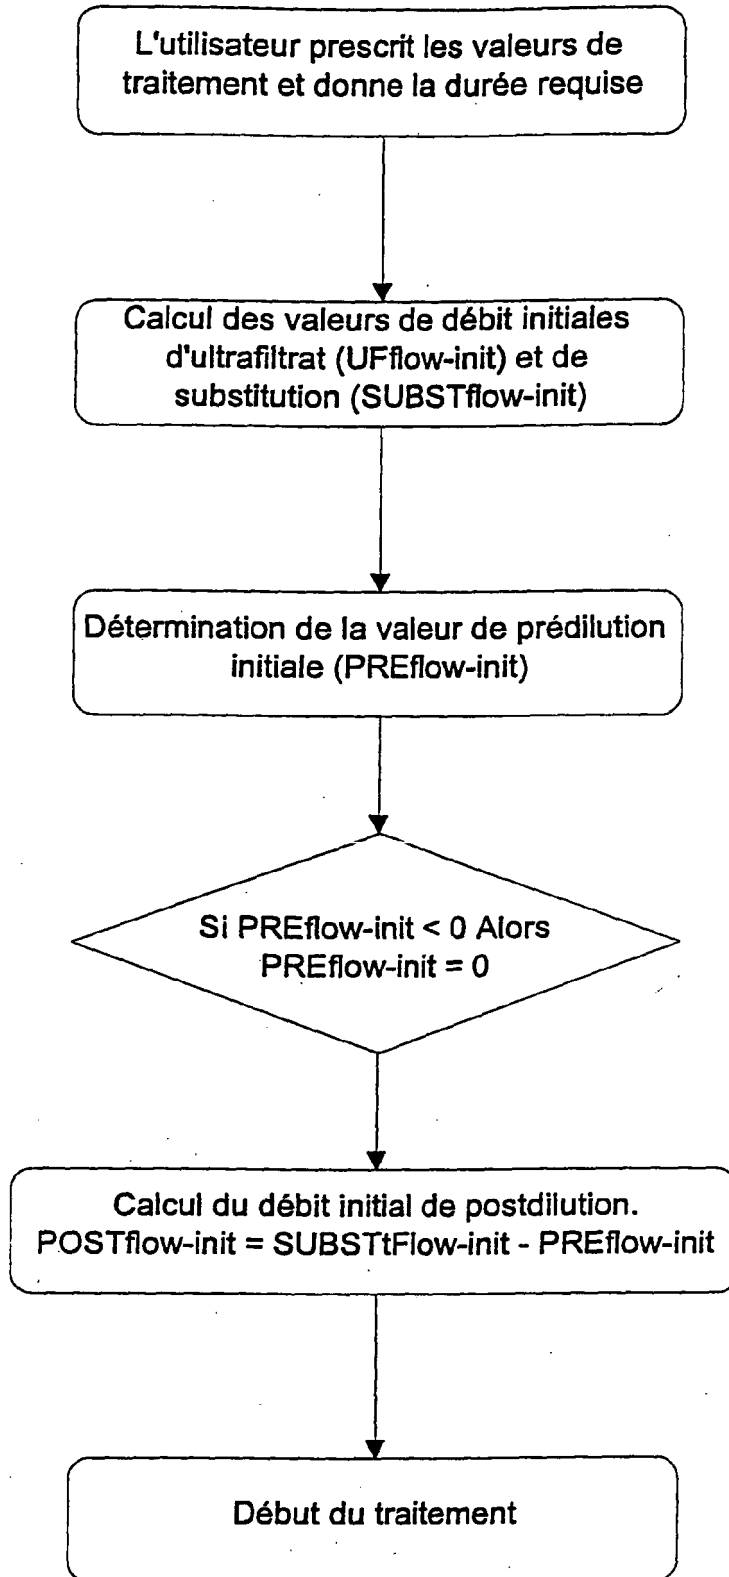 L'utilisateur prescrit les valeurs de
traitement et donne la durée requise
Calcul des valeurs de débit initiales
d'ultrafiltrat (UFflow-init) et de
substitution (SUBSTflow-init)
Détermination de la valeur de prédilution
initiale (PREflow-init)
Si PREflow-init < 0 Alors
PREflow-init = 0
Calcul du débit initial de postdilution.
POSTflow-init = SUBSTtFlow-init - PREflow-init
Début du traitement